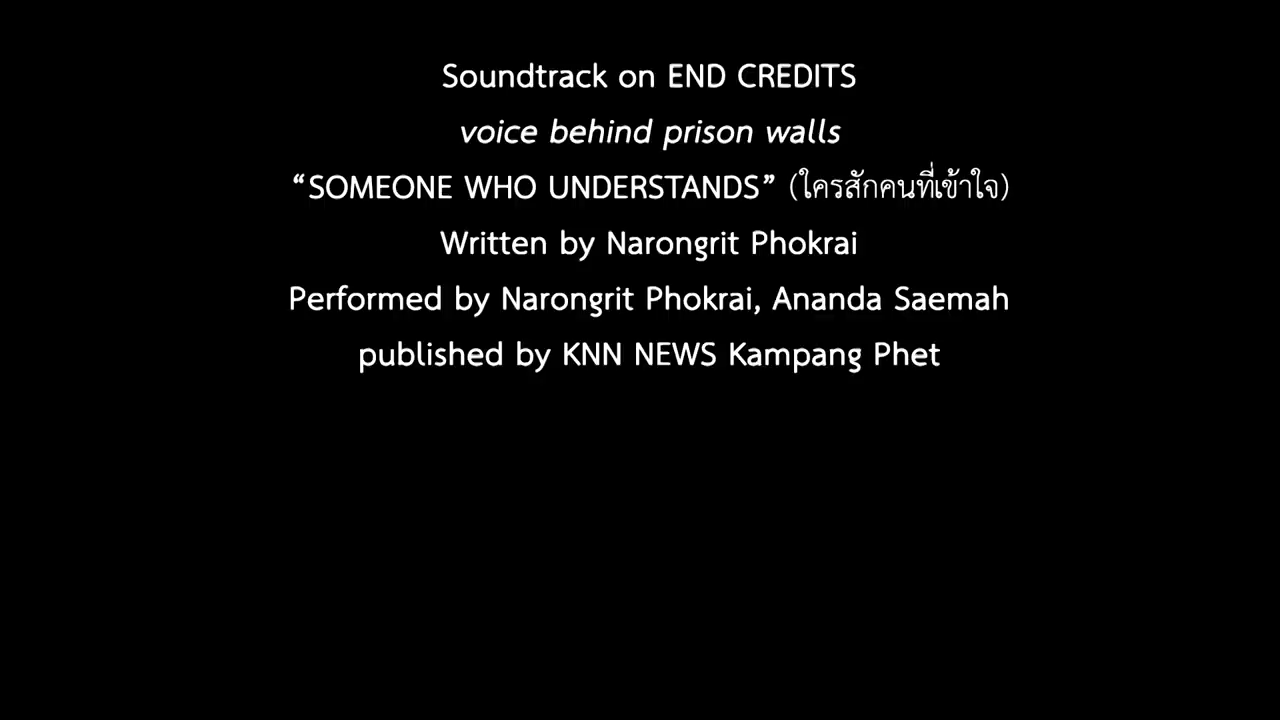 Soundtrack on END CREDITS
voice behind prison walls
“SOMEONE WHO UNDERSTANDS” (ใครสักคนที่เข้าใจ)
Written by Narongrit Phokrai
Performed by Narongrit Phokrai, Ananda Saemah
published by KNN NEWS Kampang Phet